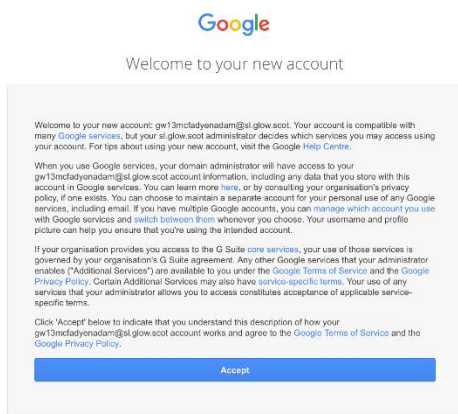 Google
Welcome to your new account
Welcome to your new account: gw13mcfadyenadam@sl.glow.scot. Your account is compatible with
many Google services, but your sl.glow.scot administrator decides which services you may access using
your account. For tips about using your new account, visit the Google Help Centre.
When you use Google services, your domain administrator will have access to your
gw13mcfadyenadam@sl.glow.scot account information, including any data that you store with this
account in Google services. You can learn more here, or by consulting your organisation's privacy
policy, if one exists. You can choose to maintain a separate account for your personal use of any Google
services, including email. If you have multiple Google accounts, you can manage which account you use
with Google services and switch between them whenever you choose. Your username and profile
picture can help you ensure that you're using the intended account.
If your organisation provides you access to the G Suite core services, your use of those services is
governed by your organisation's G Suite agreement. Any other Google services that your administrator
enables ("Additional Services") are available to you under the Google Terms of Service and the Google
Privacy Policy. Certain Additional Services may also have service-specific terms. Your use of any
services that your administrator allows you to access constitutes acceptance of applicable service-
specific terms.
Click 'Accept' below to indicate that you understand this description of how your
gw13mcfadyenadam@sl.glow.scot account works and agree to the Google Terms of Service and the
Google Privacy Policy.
Accept